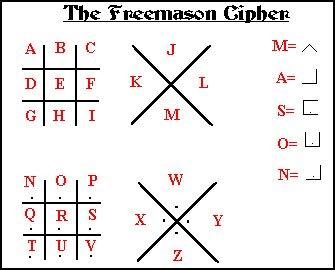 The Freemason Cipher
A B C
D E F
G H I
J
K L
M
M=
A=
S=
O=
N=
N O P
Q R S
T U V
W
X Y
Z